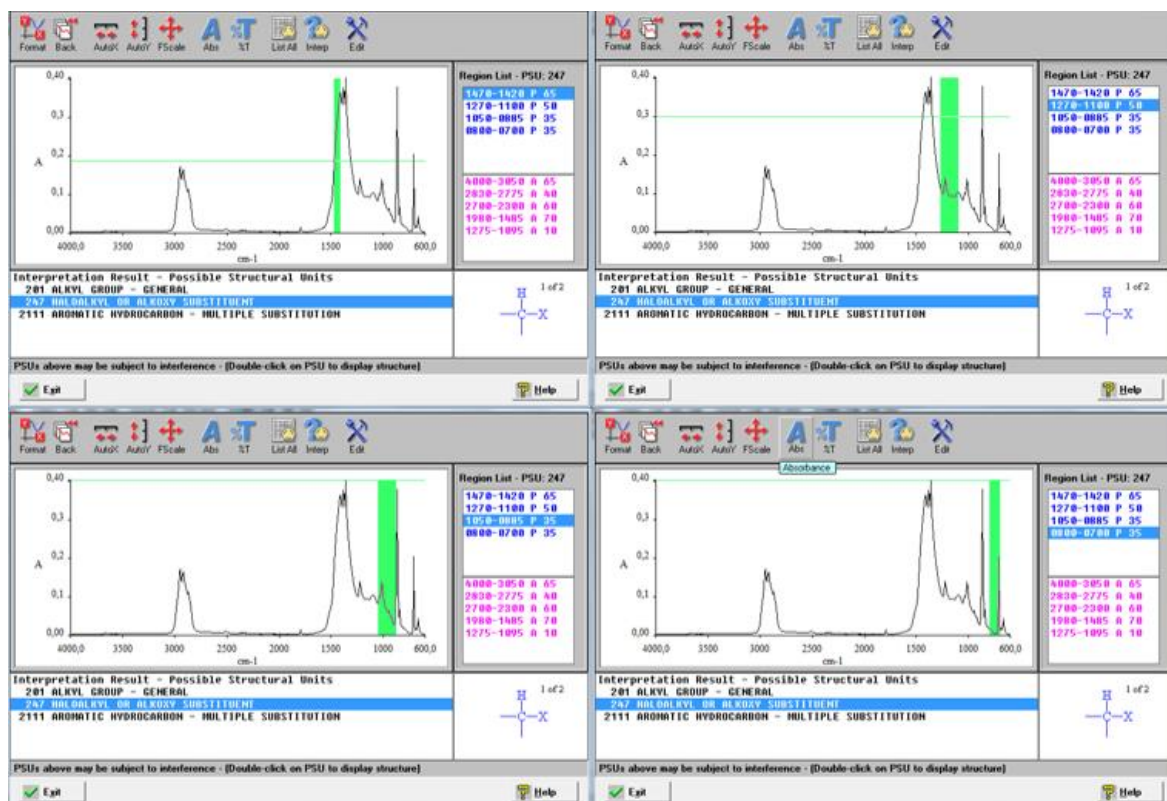 Format Back AutoX AutoY FScale Abs %T List All Interp Edit
Region List - PSU: 247
1470-1420 P 65
1270-1100 P 50
1050-0885 P 35
0800-0700 P 35
4000-3050 A 65
2830-2775 A 40
2700-2300 A 60
1980-1485 A 70
1275-1095 A 10
0,40
0,3
A
0,2
0,1
0,00
4000,0 3000 2000 1500 1000 600,0
cm-1
Interpretation Result - Possible Structural Units
201 ALKYL GROUP - GENERAL
247 HALOALKYL OR ALKOXY SUBSTITUENT
2111 AROMATIC HYDROCARBON - MULTIPLE SUBSTITUTION
1 of 2
H
C-X
PSUs above may be subject to interference - (Double-click on PSU to display structure)
Exit Help
Format Back AutoX AutoY FScale Abs %T List All Interp Edit
Region List - PSU: 247
1470-1420 P 65
1270-1100 P 50
1050-0885 P 35
0800-0700 P 35
4000-3050 A 65
2830-2775 A 40
2700-2300 A 60
1980-1485 A 70
1275-1095 A 10
0,40
0,3
A
0,2
0,1
0,00
4000,0 3000 2000 1500 1000 600,0
cm-1
Interpretation Result - Possible Structural Units
201 ALKYL GROUP - GENERAL
247 HALOALKYL OR ALKOXY SUBSTITUENT
2111 AROMATIC HYDROCARBON - MULTIPLE SUBSTITUTION
1 of 2
H
C-X
PSUs above may be subject to interference - (Double-click on PSU to display structure)
Exit Help
Format Back AutoX AutoY FScale Abs %T List All Interp Edit
Region List - PSU: 247
1470-1420 P 65
1270-1100 P 50
1050-0885 P 35
0800-0700 P 35
4000-3050 A 65
2830-2775 A 40
2700-2300 A 60
1980-1485 A 70
1275-1095 A 10
0,40
0,3
A
0,2
0,1
0,00
4000,0 3000 2000 1500 1000 600,0
cm-1
Interpretation Result - Possible Structural Units
201 ALKYL GROUP - GENERAL
247 HALOALKYL OR ALKOXY SUBSTITUENT
2111 AROMATIC HYDROCARBON - MULTIPLE SUBSTITUTION
1 of 2
H
C-X
PSUs above may be subject to interference - (Double-click on PSU to display structure)
Exit Help
Format Back AutoX AutoY FScale Abs %T List All Interp Edit
Absorbance
Region List - PSU: 247
1470-1420 P 65
1270-1100 P 50
1050-0885 P 35
0800-0700 P 35
4000-3050 A 65
2830-2775 A 40
2700-2300 A 60
1980-1485 A 70
1275-1095 A 10
0,40
0,3
A
0,2
0,1
0,00
4000,0 3000 2000 1500 1000 600,0
cm-1
Interpretation Result - Possible Structural Units
201 ALKYL GROUP - GENERAL
247 HALOALKYL OR ALKOXY SUBSTITUENT
2111 AROMATIC HYDROCARBON - MULTIPLE SUBSTITUTION
1 of 2
H
C-X
PSUs above may be subject to interference - (Double-click on PSU to display structure)
Exit Help